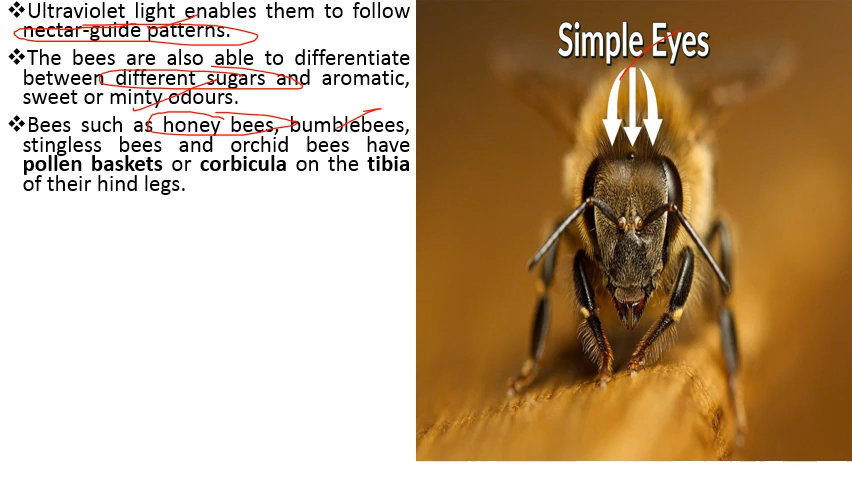 ❖Ultraviolet light enables them to follow
nectar-guide patterns.
❖The bees are also able to differentiate
between different sugars and aromatic,
sweet or minty odours.
❖Bees such as honey bees, bumblebees,
stingless bees and orchid bees have
pollen baskets or corbicula on the tibia
of their hind legs.
Simple Eyes